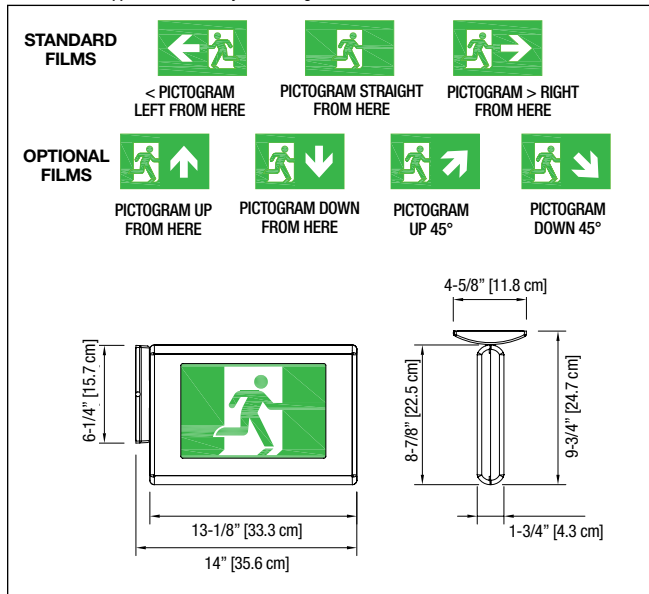 STANDARD
FILMS
< PICTOGRAM
LEFT FROM HERE
PICTOGRAM STRAIGHT
FROM HERE
PICTOGRAM > RIGHT
FROM HERE
OPTIONAL
FILMS
PICTOGRAM UP
FROM HERE
PICTOGRAM DOWN
FROM HERE
PICTOGRAM
UP 45°
PICTOGRAM
DOWN 45°
4-5/8” [11.8 cm]
6-1/4” [15.7 cm]
8-7/8” [22.5 cm]
9-3/4” [24.7 cm]
13-1/8” [33.3 cm]
1-3/4” [4.3 cm]
14” [35.6 cm]